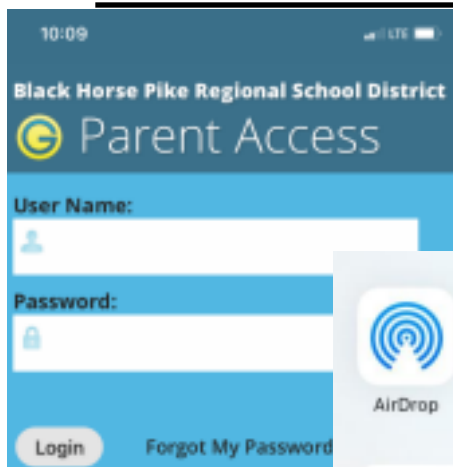 10:09
LTE
Black Horse Pike Regional School District
Parent Access
User Name:
Password:
AirDrop
Login
Forgot My Password